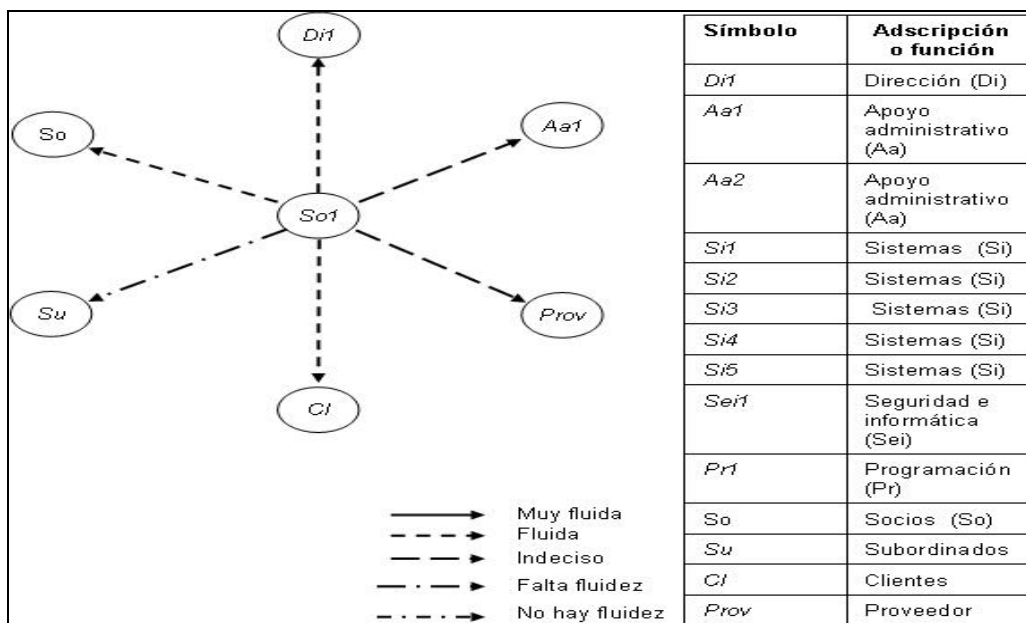 Di1
So
Aa1
So1
Su
Prov
Cl
Muy fluida
Fluida
Indeciso
Falta fluidez
No hay fluidez
Símbolo
Adscripción
o función
Di1
Dirección (Di)
Aa1
Apoyo
administrativo
(Aa)
Aa2
Apoyo
administrativo
(Aa)
Si1
Sistemas (Si)
Si2
Sistemas (Si)
Si3
Sistemas (Si)
Si4
Sistemas (Si)
Si5
Sistemas (Si)
Sei1
Seguridad e
informática
(Sei)
Pr1
Programación
(Pr)
So
Socios (So)
Su
Subordinados
Cl
Clientes
Prov
Proveedor